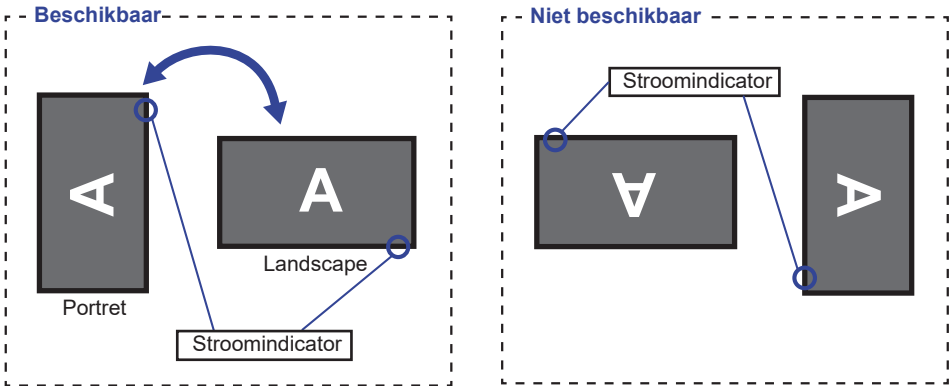 Beschikbaar
A
A
Portret
Landscape
Stroomindicator
Niet beschikbaar
Stroomindicator
A
A